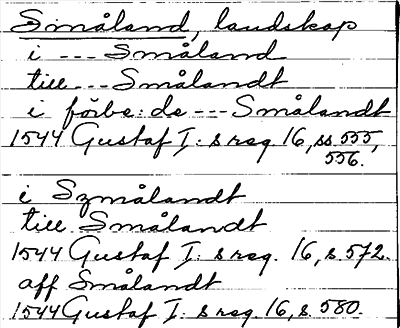 Småland, landskap
i --- Småland
till --- Smålandt
i förbe:de --- Smålandt
1544 Gustaf I: s reg. 16, ss. 555,
556.
i Szmålandt
till Smålandt
1544 Gustaf I: s reg. 16, s. 572.
aff Smålandt
1544 Gustaf I: s reg. 16, s. 580.